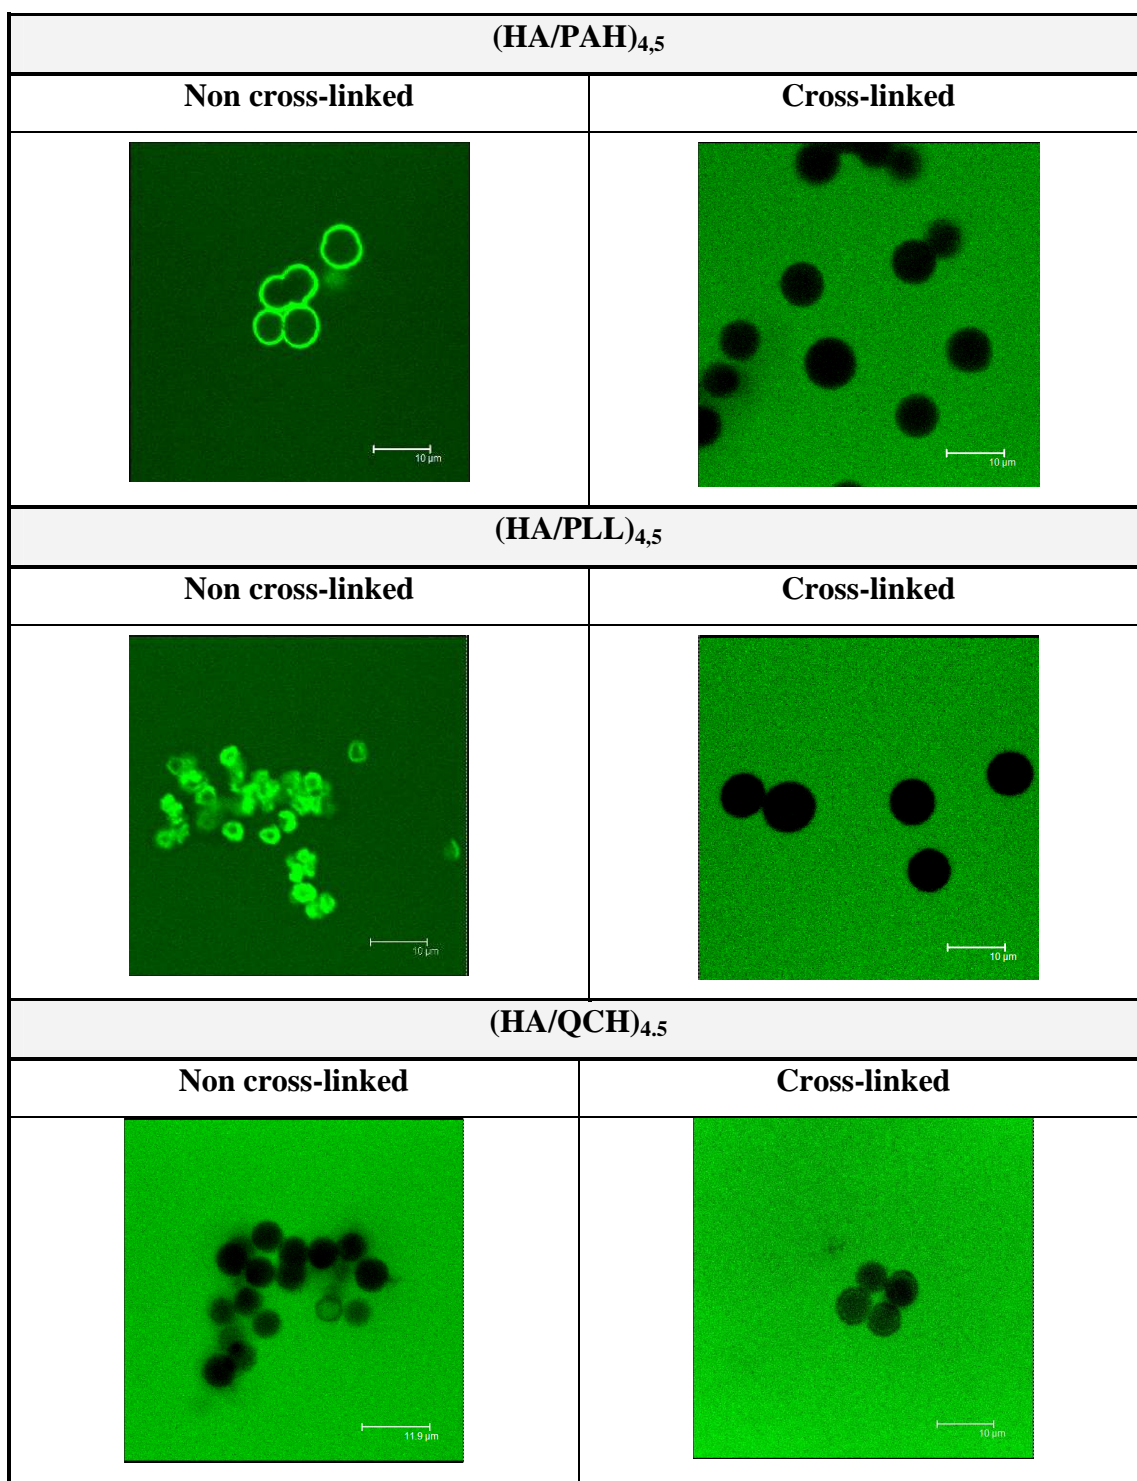 (HA/PAH)4,5
Non cross-linked Cross-linked
10 µm 10 µm
(HA/PLL)4,5
Non cross-linked Cross-linked
10 µm 10 µm
(HA/QCH)4.5
Non cross-linked Cross-linked
11.9 µm 10 µm